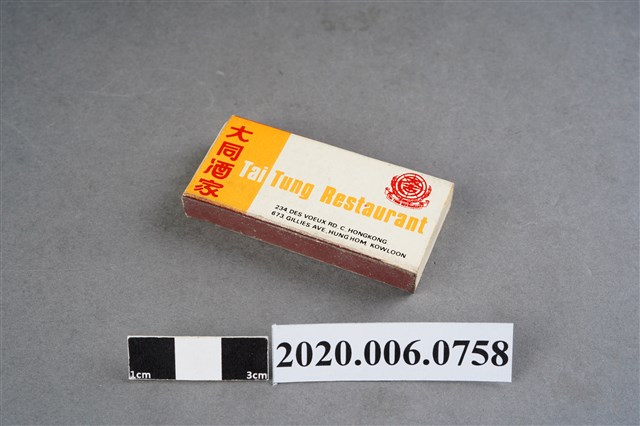 大同酒家
Tai Tung Restaurant
234 DES VOEUX RD. C. HONGKONG
673 GILLIES AVE., HUNG HOM, KOWLOON
1cm 3cm
2020.006.0758